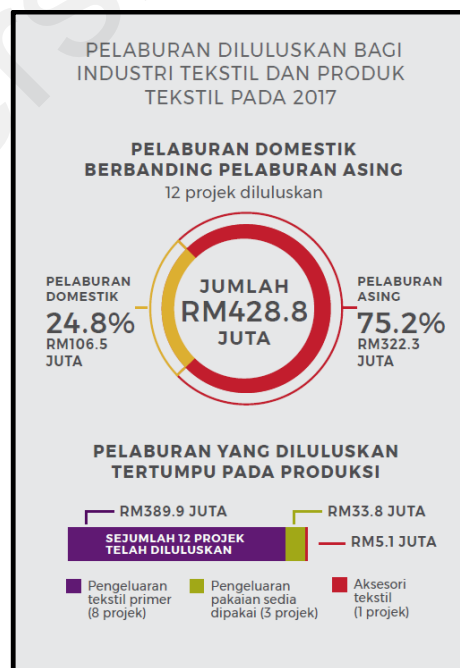 PELABURAN DILULUSKAN BAGI
INDUSTRI TEKSTIL DAN PRODUK
TEKSTIL PADA 2017
PELABURAN DOMESTIK
BERBANDING PELABURAN ASING
12 projek diluluskan
PELABURAN
DOMESTIK
24.8%
RM106.5
JUTA
JUMLAH
RM428.8
JUTA
PELABURAN
ASING
75.2%
RM322.3
JUTA
PELABURAN YANG DILULUSKAN
TERTUMPU PADA PRODUKSI
RM389.9 JUTA
RM33.8 JUTA
SEJUMLAH 12 PROJEK
TELAH DILULUSKAN
RM5.1 JUTA
Pengeluaran
tekstil primer
(8 projek)
Pengeluaran
pakaian sedia
dipakai (3 projek)
Aksesori
tekstil
(1 projek)